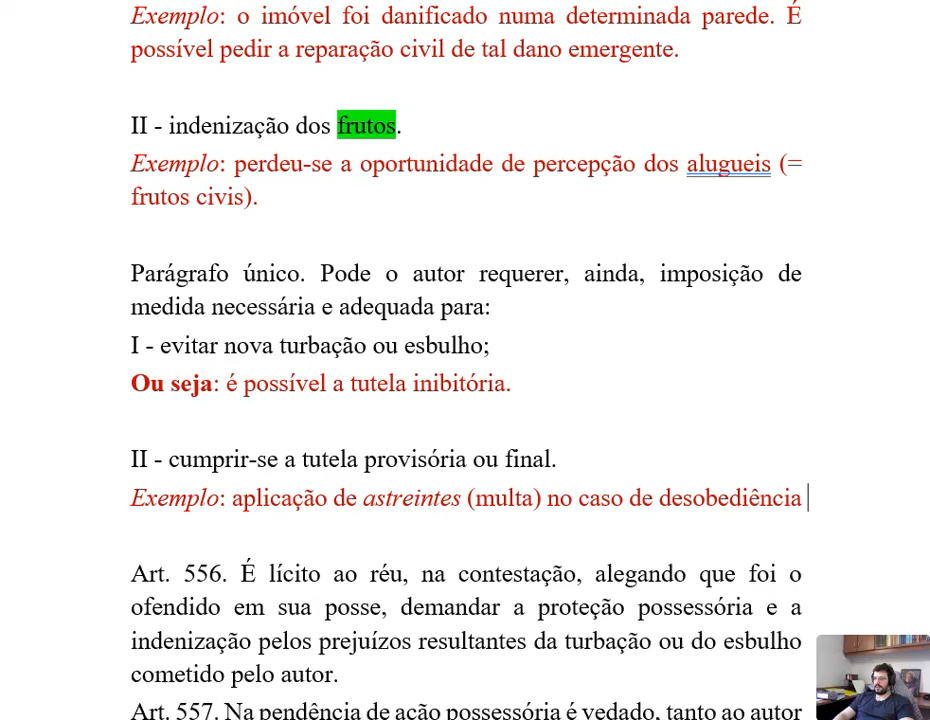 Exemplo: o imóvel foi danificado numa determinada parede. É
possível pedir a reparação civil de tal dano emergente.
II - indenização dos frutos.
Exemplo: perdeu-se a oportunidade de percepção dos alugueis (=
frutos civis).
Parágrafo único. Pode o autor requerer, ainda, imposição de
medida necessária e adequada para:
I - evitar nova turbação ou esbulho;
Ou seja: é possível a tutela inibitória.
II - cumprir-se a tutela provisória ou final.
Exemplo: aplicação de astreintes (multa) no caso de desobediência
Art. 556. É lícito ao réu, na contestação, alegando que foi o
ofendido em sua posse, demandar a proteção possessória e a
indenização pelos prejuízos resultantes da turbação ou do esbulho
cometido pelo autor.
Art. 557. Na pendência de ação possessória é vedado, tanto ao autor